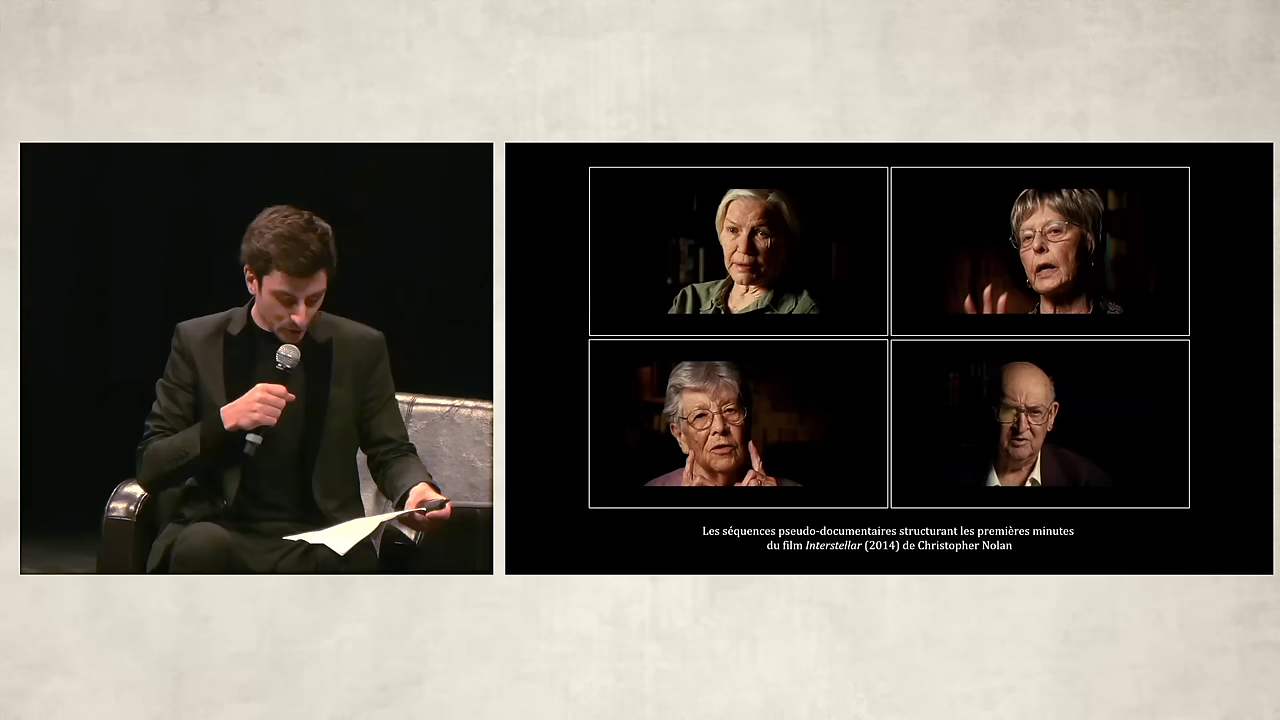 Les séquences pseudo-documentaires structurant les premières minutes
du film Interstellar (2014) de Christopher Nolan